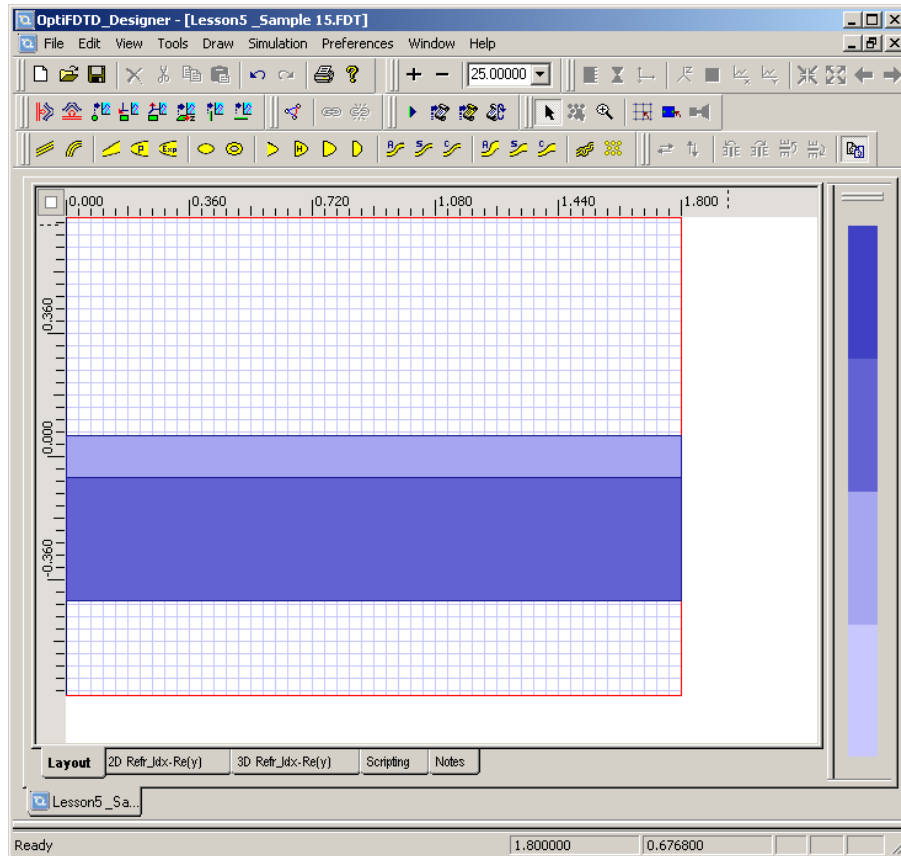 OptiFDTD_Designer - [Lesson5 _Sample 15.FDT]
File Edit View Tools Draw Simulation Preferences Window Help
25.00000
0.000 0.360 0.720 1.080 1.440 1.800
0.360
0.000
-0.360
Layout 2D Refr_Idx-Re(y) 3D Refr_Idx-Re(y) Scripting Notes
Lesson5 _Sa...
Ready 1.800000 0.676800